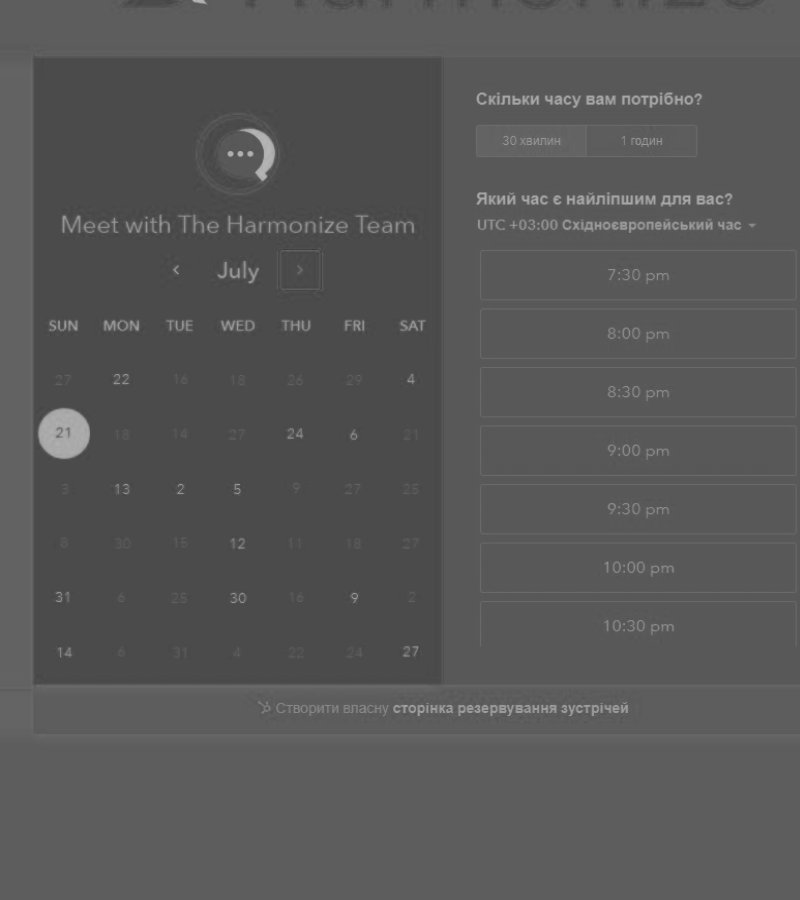 Meet with The Harmonize Team
July
SUN MON TUE WED THU FRI SAT
27 22 16 18 26 29 4
21 18 14 27 24 6 21
3 13 2 5 9 27 25
8 30 15 12 11 18 27
31 6 25 30 16 9 2
14 6 31 4 22 24 27
Скільки часу вам потрібно?
30 хвилин 1 годин
Який час є найліпшим для вас?
UTC +03:00 Східноєвропейський час
7:30 pm
8:00 pm
8:30 pm
9:00 pm
9:30 pm
10:00 pm
10:30 pm
Створити власну сторінка резервування зустрічей